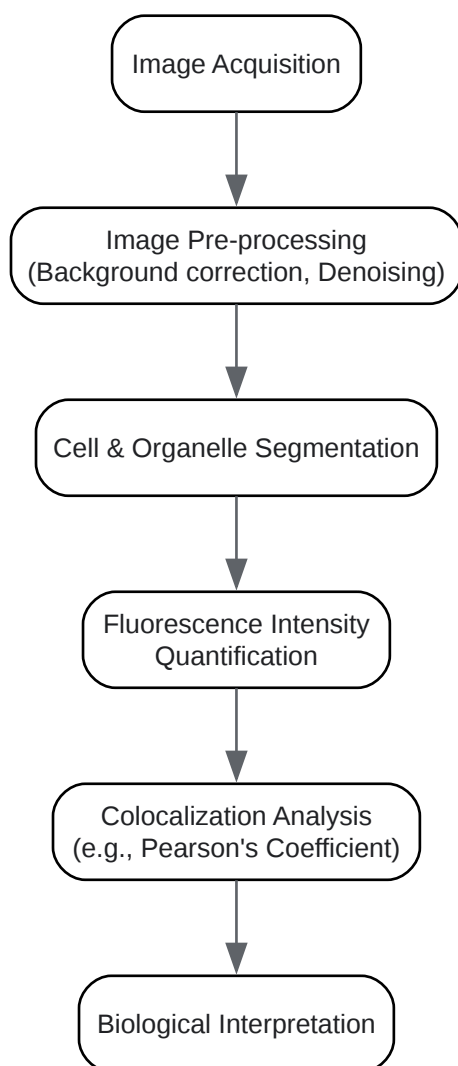 Image Acquisition
Image Pre-processing
(Background correction, Denoising)
Cell & Organelle Segmentation
Fluorescence Intensity
Quantification
Colocalization Analysis
(e.g., Pearson's Coefficient)
Biological Interpretation